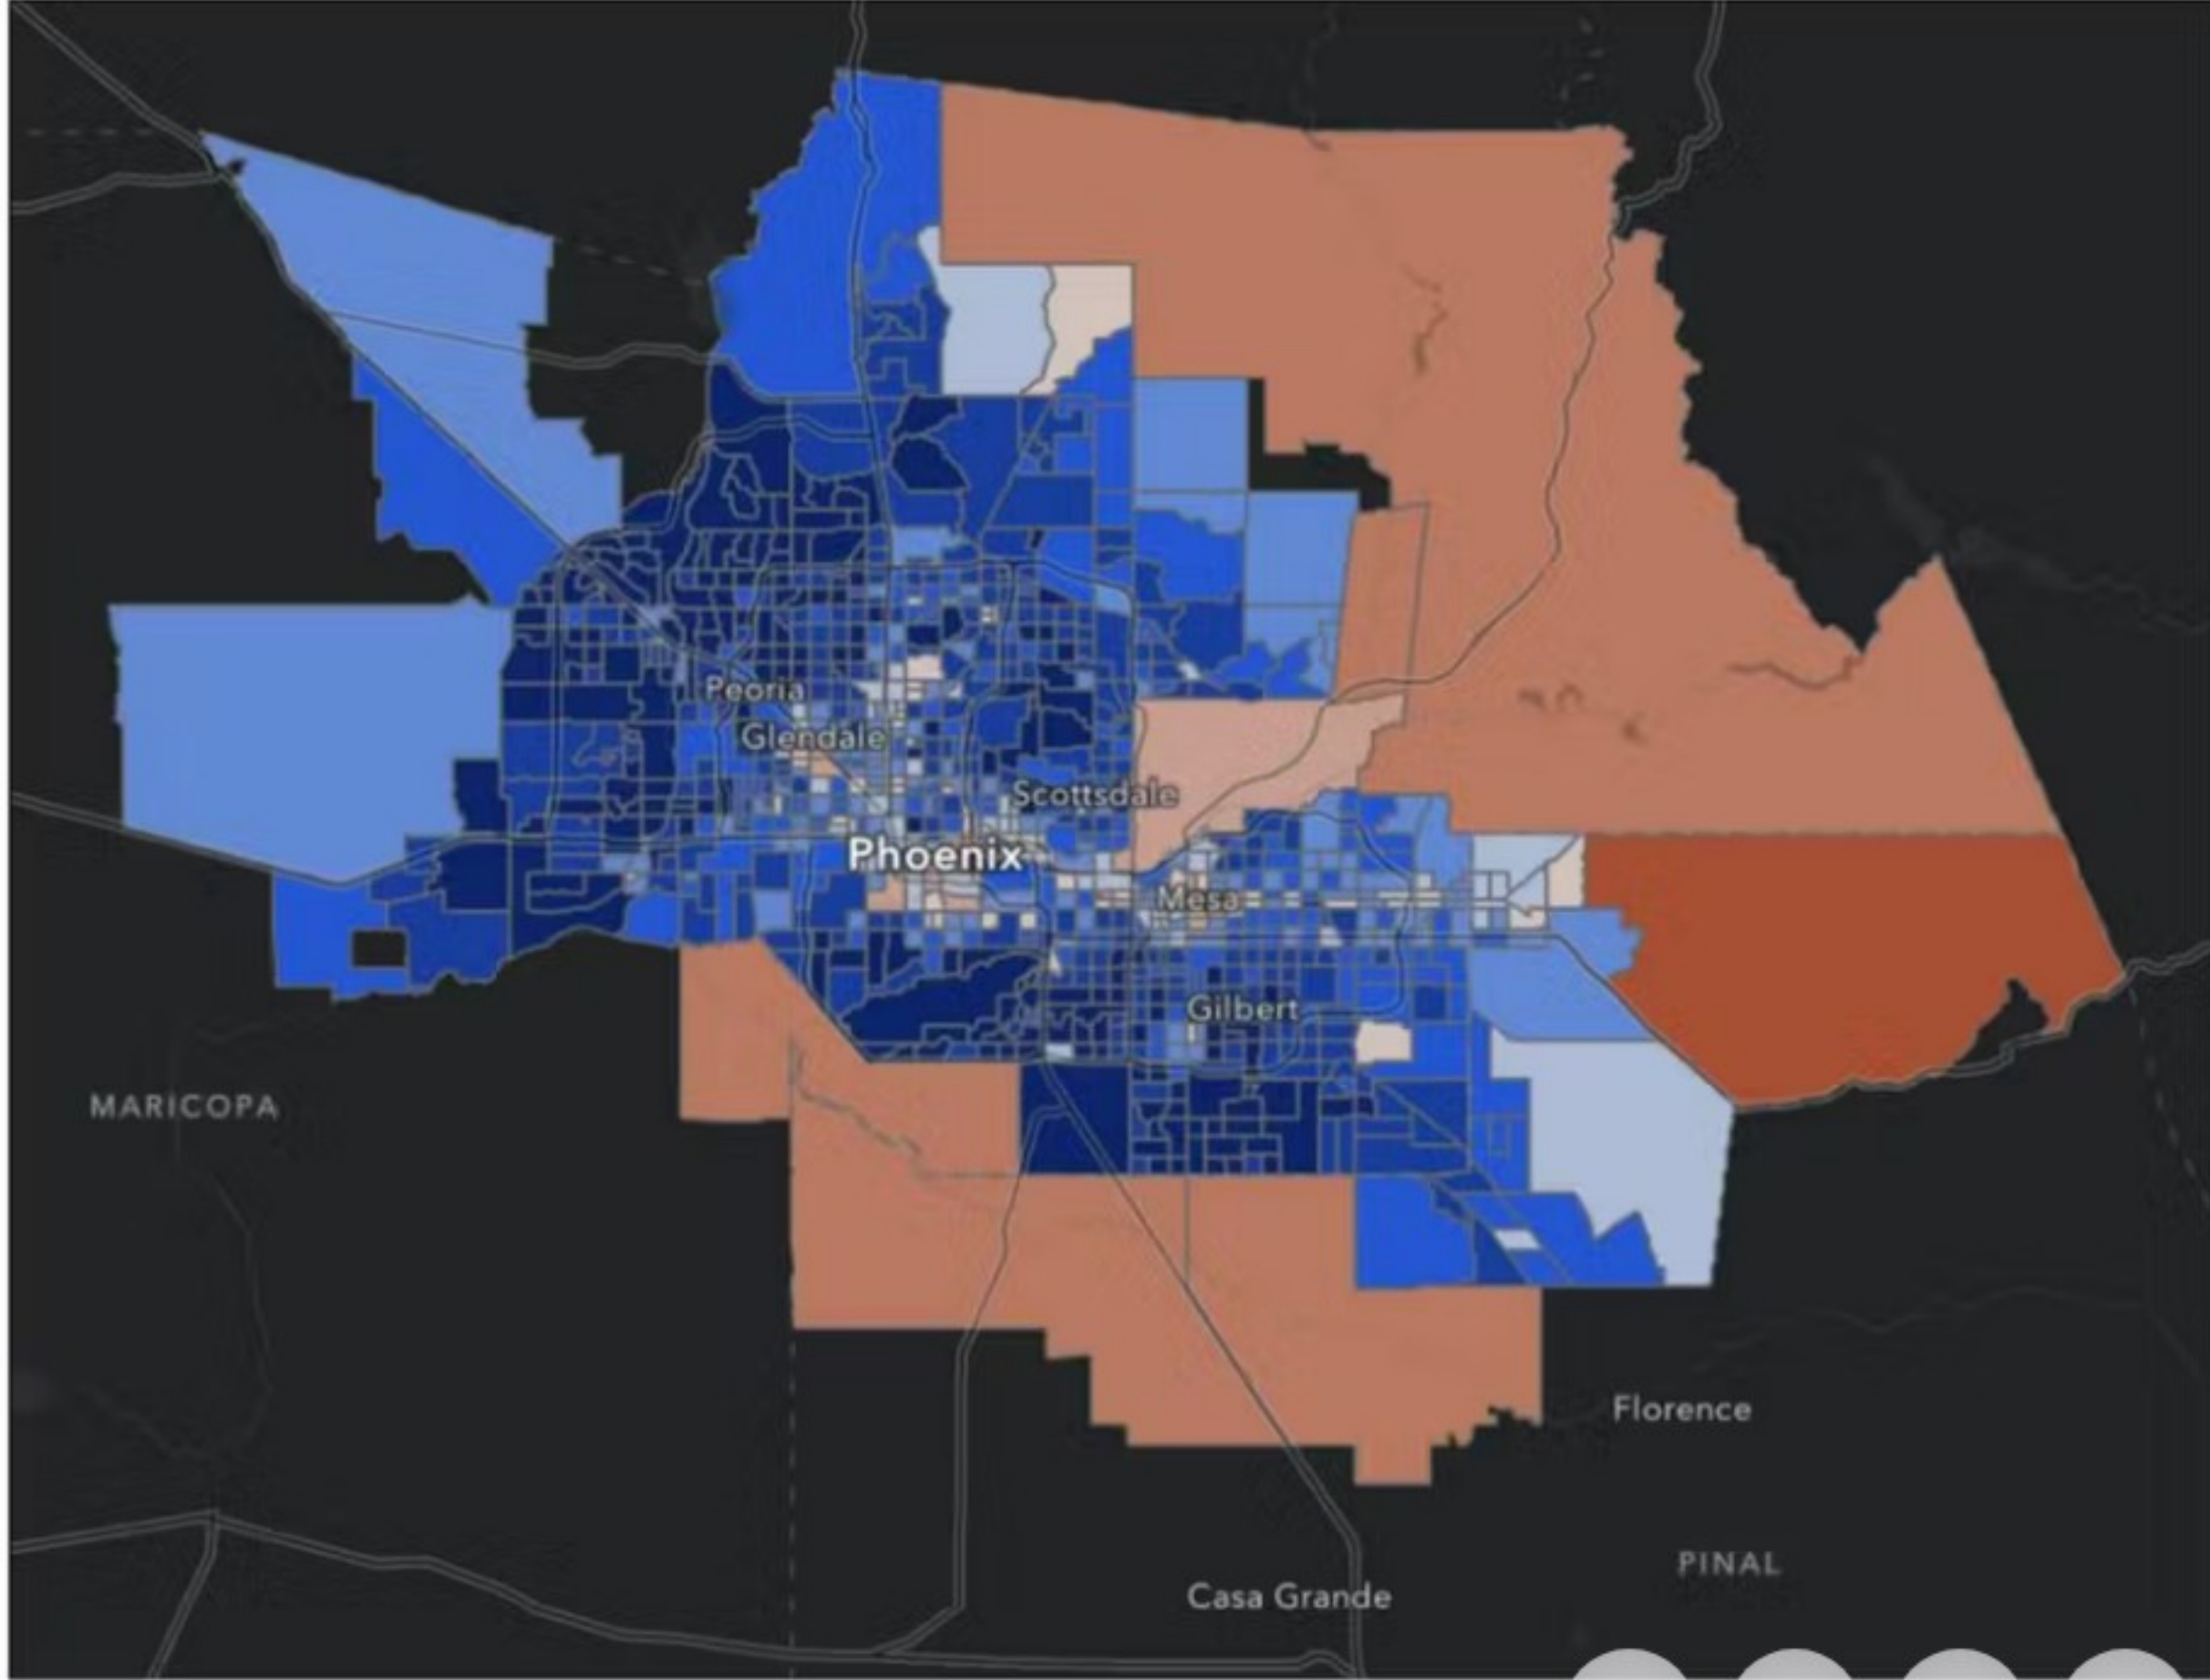 Peoria
Glendale
Scottsdale
Phoenix
Mesa
Gilbert
MARICOPA
Florence
PINAL
Casa Grande